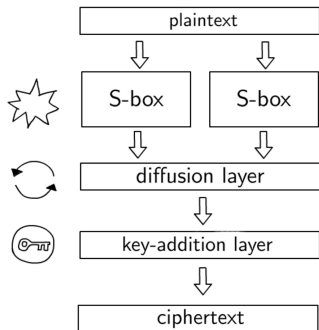 plaintext
S-box
S-box
diffusion layer
key-addition layer
ciphertext